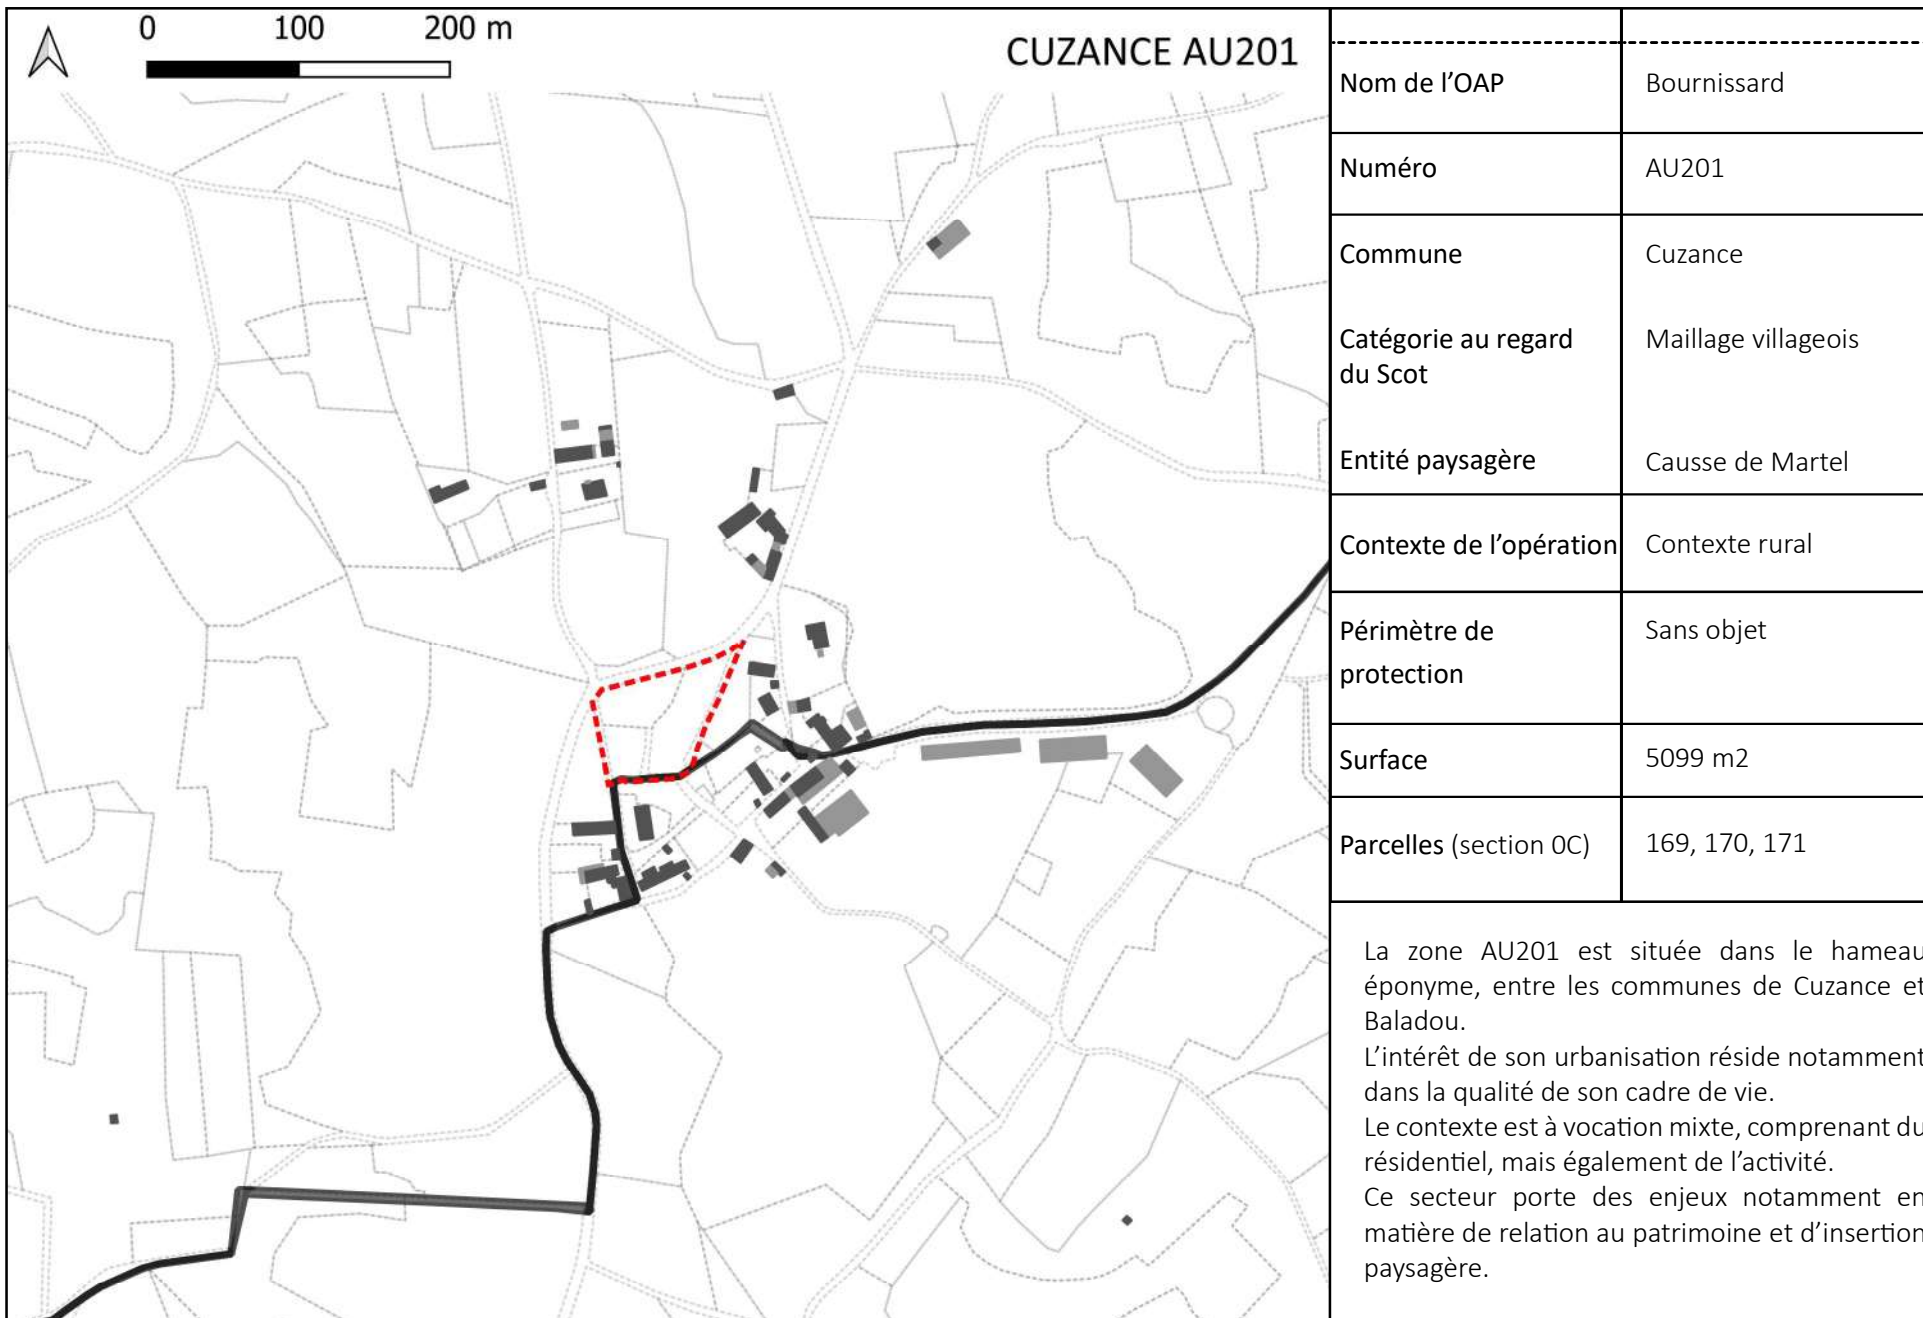 0 100 200 m
CUZANCE AU201
Nom de l’OAP Bournissard
Numéro AU201
Commune Cuzance
Catégorie au regard Maillage villageois
du Scot
Entité paysagère Causse de Martel
Contexte de l’opération Contexte rural
Périmètre de Sans objet
protection
Surface 5099 m2
Parcelles (section 0C) 169, 170, 171
La zone AU201 est située dans le hameau
éponyme, entre les communes de Cuzance et
Baladou.
L’intérêt de son urbanisation réside notamment
dans la qualité de son cadre de vie.
Le contexte est à vocation mixte, comprenant du
résidentiel, mais également de l’activité.
Ce secteur porte des enjeux notamment en
matière de relation au patrimoine et d’insertion
paysagère.